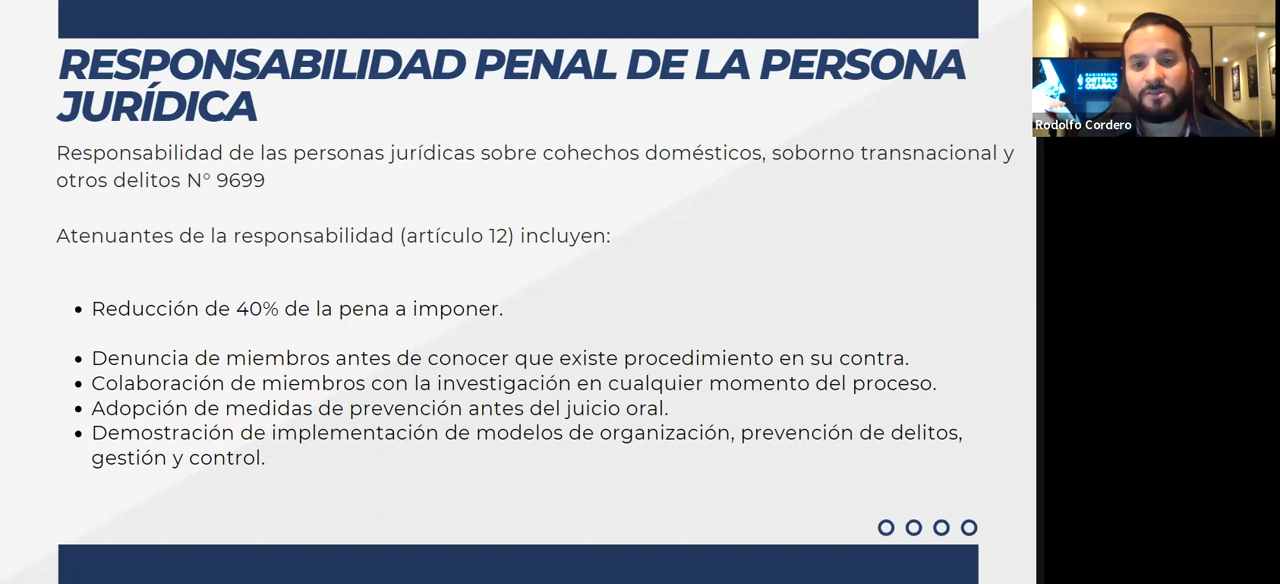 RESPONSABILIDAD PENAL DE LA PERSONA
JURÍDICA
Responsabilidad de las personas jurídicas sobre cohechos domésticos, soborno transnacional y
otros delitos N° 9699
Atenuantes de la responsabilidad (artículo 12) incluyen:
• Reducción de 40% de la pena a imponer.
• Denuncia de miembros antes de conocer que existe procedimiento en su contra.
• Colaboración de miembros con la investigación en cualquier momento del proceso.
• Adopción de medidas de prevención antes del juicio oral.
• Demostración de implementación de modelos de organización, prevención de delitos,
gestión y control.
Rodolfo Cordero